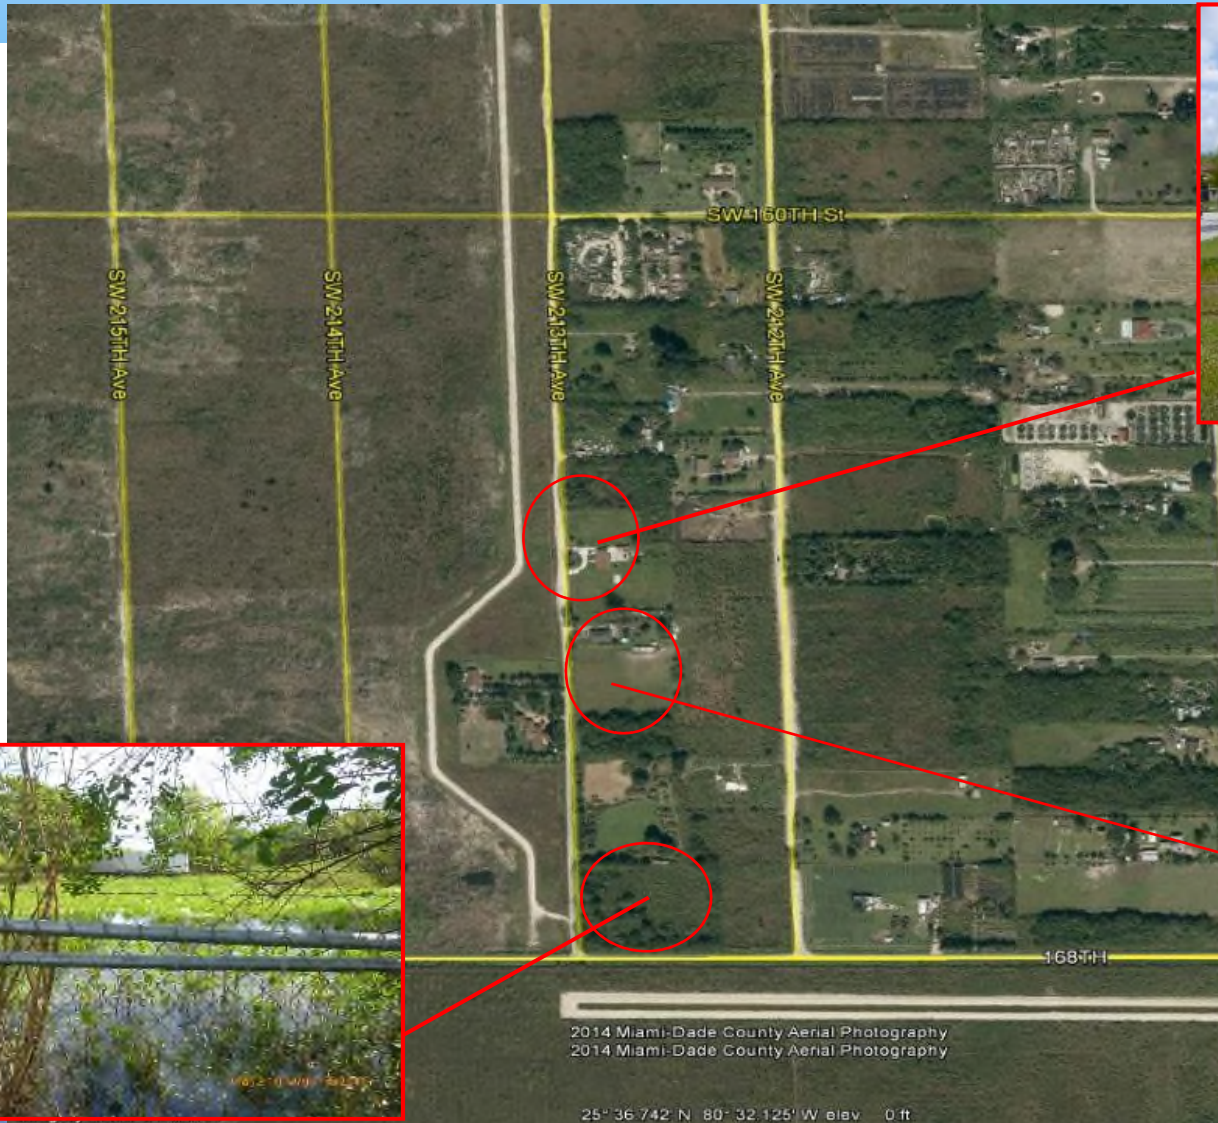 SW 160TH St
SW 215TH Ave
SW 214TH Ave
SW 213TH Ave
SW 212TH Ave
168TH
2014 Miami-Dade County Aerial Photography
2014 Miami-Dade County Aerial Photography
25° 36.742' N 80° 32.125' W elev 0 ft